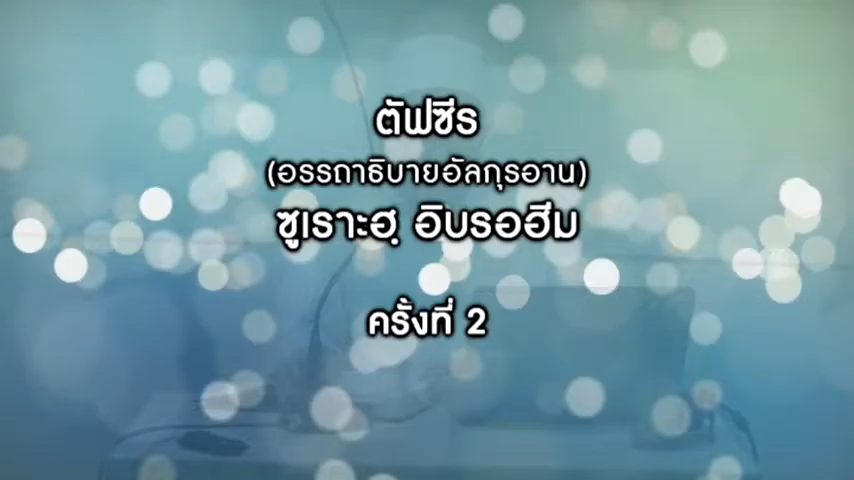 ตัฟซีร
(อรรถาธิบายอัลกุรอาน)
ซูเราะฮฺ อิบรอฮีม
ครั้งที่ 2